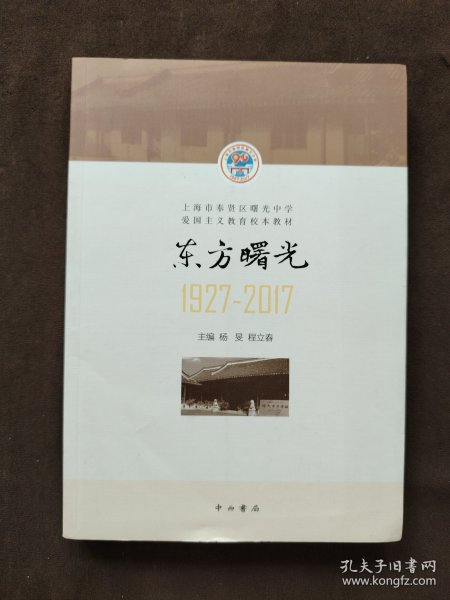 上海市奉贤区曙光中学
爱国主义教育校本教材
东方曙光
1927-2017
主编 杨 旻 程立春
中西书局
孔夫子旧书网
www.kongfz.com